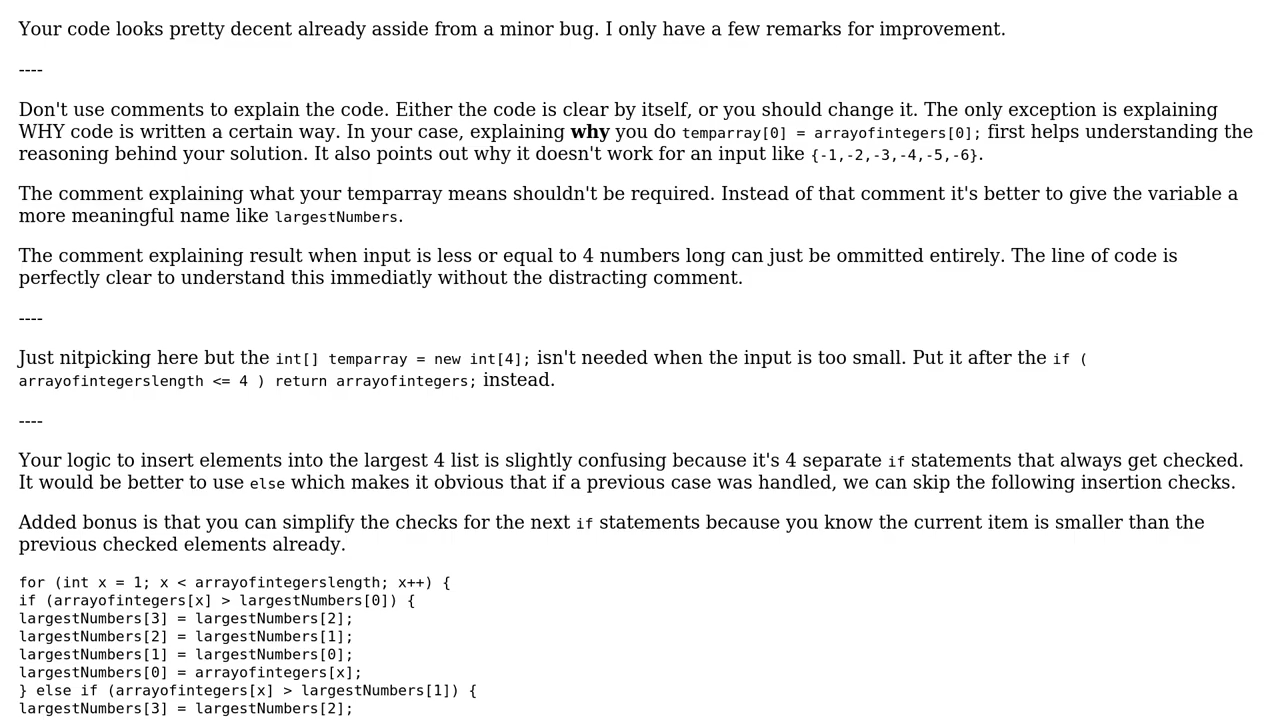 Your code looks pretty decent already asside from a minor bug. I only have a few remarks for improvement.
----
Don't use comments to explain the code. Either the code is clear by itself, or you should change it. The only exception is explaining
WHY code is written a certain way. In your case, explaining why you do temparray[0] = arrayofintegers[0]; first helps understanding the
reasoning behind your solution. It also points out why it doesn't work for an input like {-1,-2,-3,-4,-5,-6}.
The comment explaining what your temparray means shouldn't be required. Instead of that comment it's better to give the variable a
more meaningful name like largestNumbers.
The comment explaining result when input is less or equal to 4 numbers long can just be ommitted entirely. The line of code is
perfectly clear to understand this immediatly without the distracting comment.
----
Just nitpicking here but the int[] temparray = new int[4]; isn't needed when the input is too small. Put it after the if (
arrayofintegerslength <= 4 ) return arrayofintegers; instead.
----
Your logic to insert elements into the largest 4 list is slightly confusing because it's 4 separate if statements that always get checked.
It would be better to use else which makes it obvious that if a previous case was handled, we can skip the following insertion checks.
Added bonus is that you can simplify the checks for the next if statements because you know the current item is smaller than the
previous checked elements already.
for (int x = 1; x < arrayofintegerslength; x++) {
if (arrayofintegers[x] > largestNumbers[0]) {
largestNumbers[3] = largestNumbers[2];
largestNumbers[2] = largestNumbers[1];
largestNumbers[1] = largestNumbers[0];
largestNumbers[0] = arrayofintegers[x];
} else if (arrayofintegers[x] > largestNumbers[1]) {
largestNumbers[3] = largestNumbers[2];